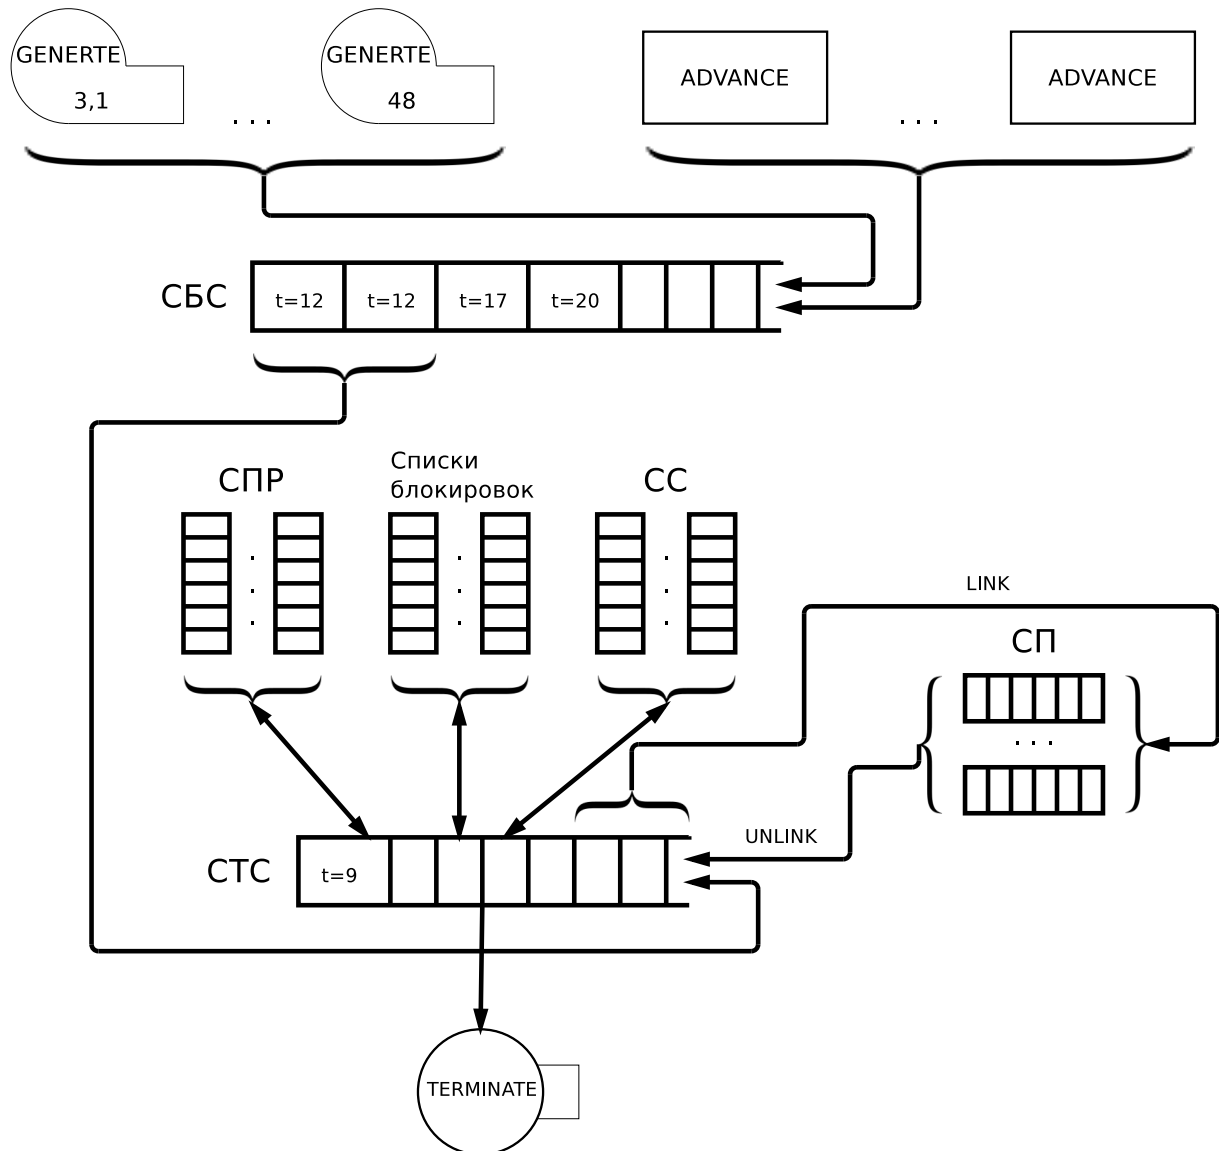 GENERTE
3,1
. . .
GENERTE
48
ADVANCE
. . .
ADVANCE
СБС
t=12
t=12
t=17
t=20
СПР
Списки
блокировок
СС
LINK
СП
. . .
UNLINK
СТС
t=9
TERMINATE